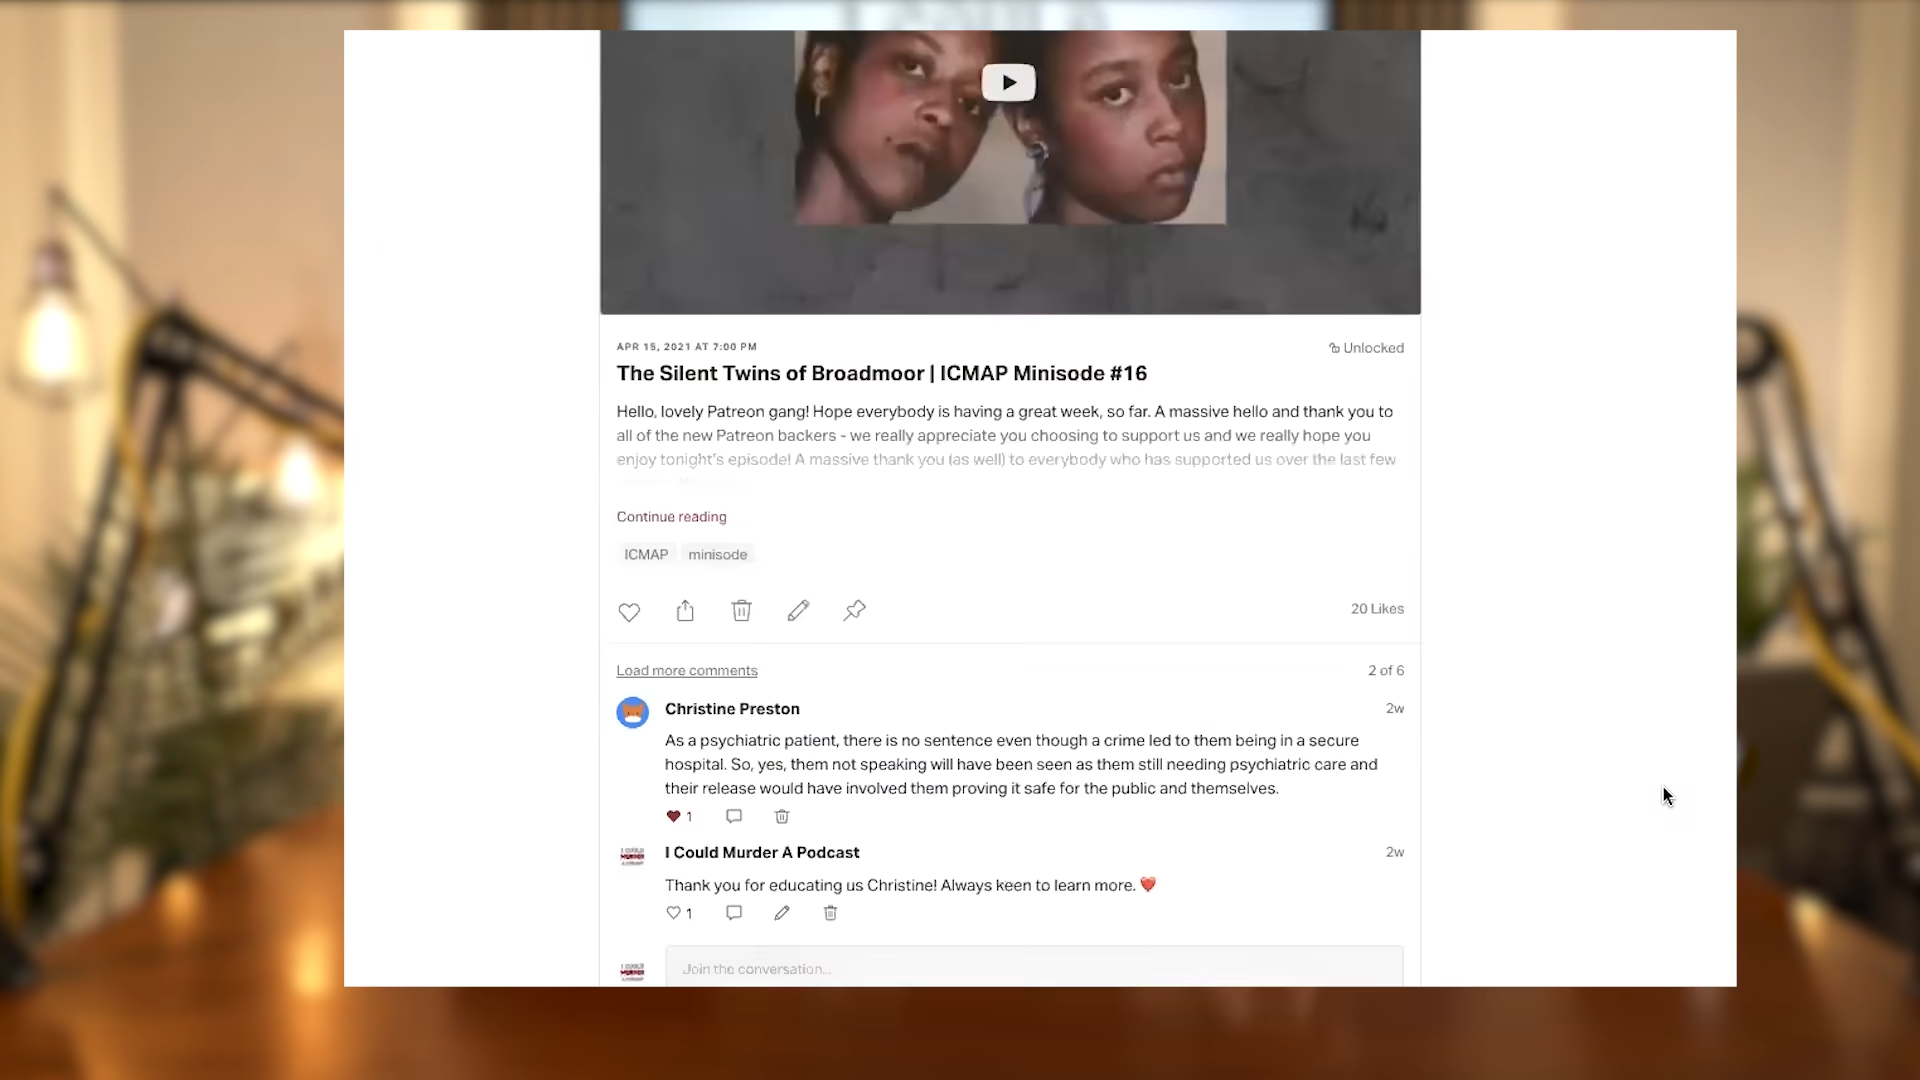 APR 15, 2021 AT 7:00 PM
Unlocked
The Silent Twins of Broadmoor | ICMAP Minisode #16
Hello, lovely Patreon gang! Hope everybody is having a great week, so far. A massive hello and thank you to
all of the new Patreon backers - we really appreciate you choosing to support us and we really hope you
enjoy tonight's episode! A massive thank you (as well) to everybody who has supported us over the last few
Continue reading
ICMAP minisode
20 Likes
Load more comments
2 of 6
Christine Preston
2w
As a psychiatric patient, there is no sentence even though a crime led to them being in a secure
hospital. So, yes, them not speaking will have been seen as them still needing psychiatric care and
their release would have involved them proving it safe for the public and themselves.
1
I Could Murder A Podcast
2w
Thank you for educating us Christine! Always keen to learn more. ❤️
1
Join the conversation...